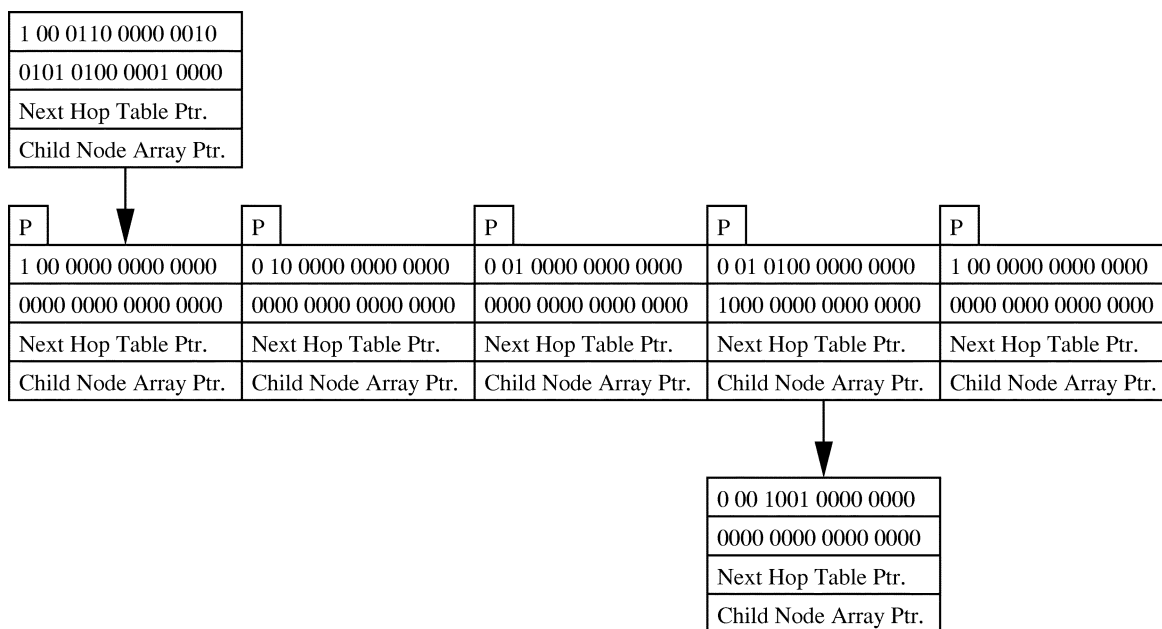 1 00 0110 0000 0010
0101 0100 0001 0000
Next Hop Table Ptr.
Child Node Array Ptr.
P P P P P
1 00 0000 0000 0000 0 10 0000 0000 0000 0 01 0000 0000 0000 0 01 0100 0000 0000 1 00 0000 0000 0000
0000 0000 0000 0000 0000 0000 0000 0000 0000 0000 0000 0000 1000 0000 0000 0000 0000 0000 0000 0000
Next Hop Table Ptr. Next Hop Table Ptr. Next Hop Table Ptr. Next Hop Table Ptr. Next Hop Table Ptr.
Child Node Array Ptr. Child Node Array Ptr. Child Node Array Ptr. Child Node Array Ptr. Child Node Array Ptr.
0 00 1001 0000 0000
0000 0000 0000 0000
Next Hop Table Ptr.
Child Node Array Ptr.